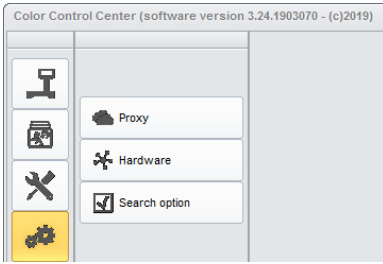 Color Control Center (software version 3.24.1903070 - (c)2019)
Proxy
Hardware
Search option